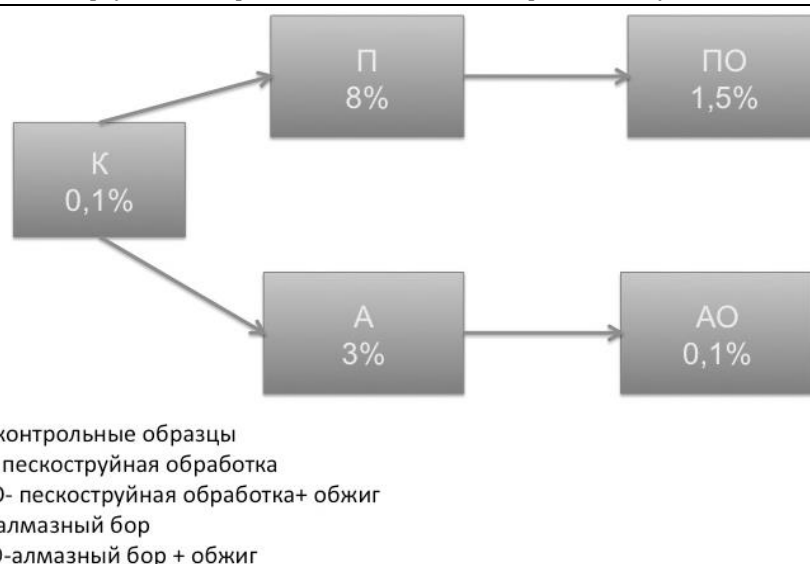 П
8%
ПО
1,5%
К
0,1%
А
3%
АО
0,1%
контрольные образцы
пескоструйная обработка
О- пескоструйная обработка+ обжиг
алмазный бор
О-алмазный бор + обжиг